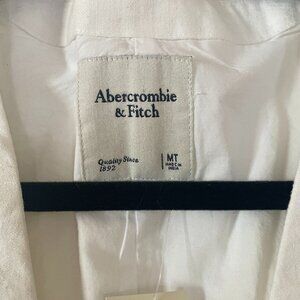 Abercrombie
& Fitch
Quality Since
1892
MT
MADE IN
INDIA